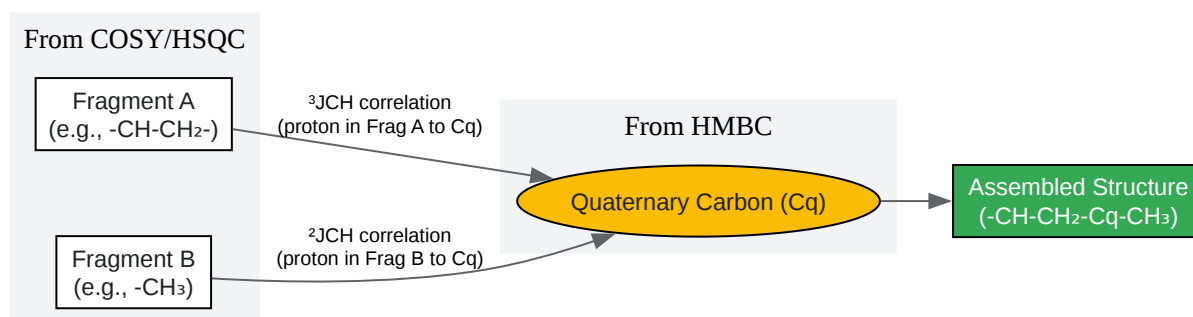 From COSY/HSQC
Fragment A
(e.g., -CH-CH₂-)
³JCH correlation
(proton in Frag A to Cq)
From HMBC
Quaternary Carbon (Cq)
Assembled Structure
(-CH-CH₂-Cq-CH₃)
²JCH correlation
(proton in Frag B to Cq)
Fragment B
(e.g., -CH₃)